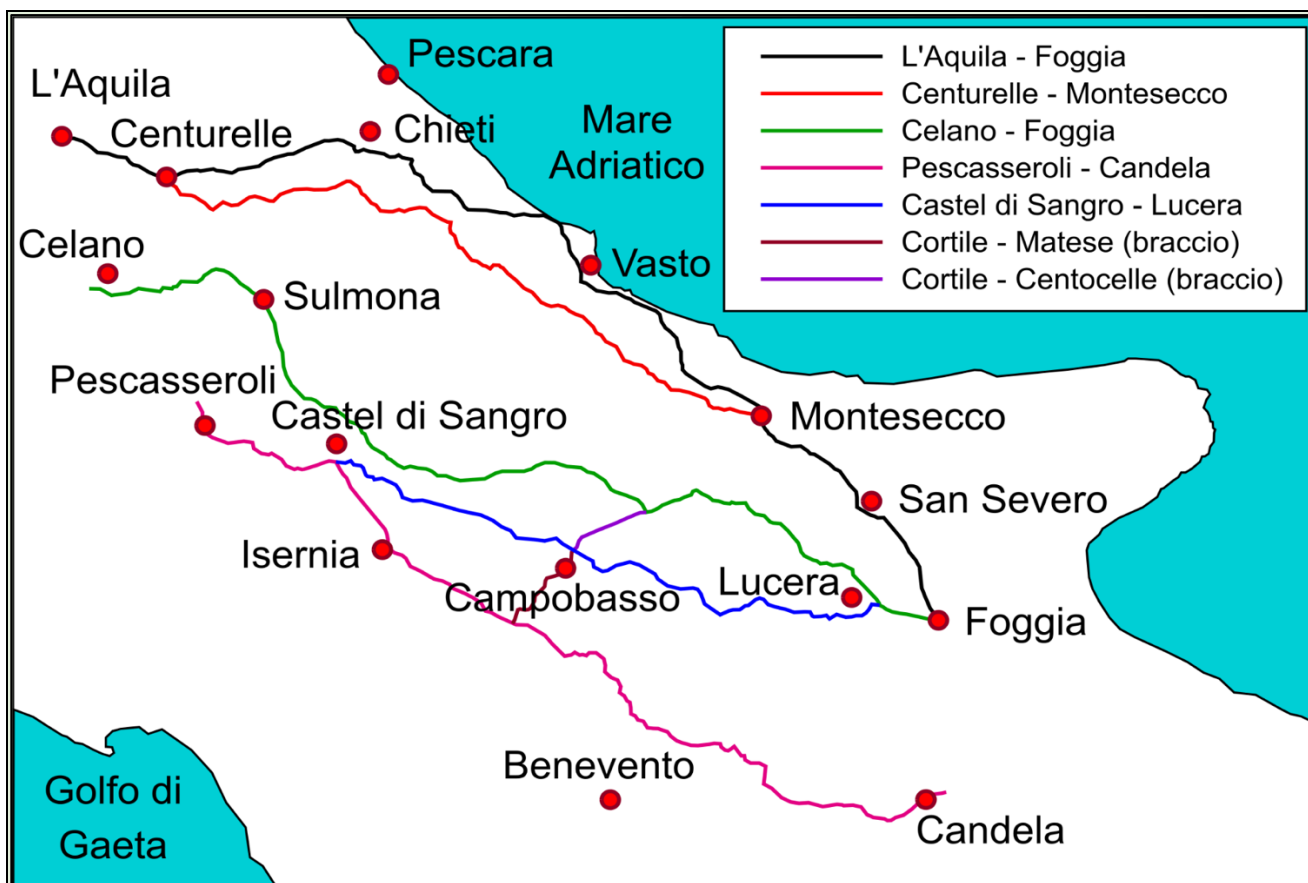 Pescara
L'Aquila
Centurelle
Chieti
Mare
Adriatico
L'Aquila - Foggia
Centurelle - Montesecco
Celano - Foggia
Pescasseroli - Candela
Castel di Sangro - Lucera
Cortile - Matese (braccio)
Cortile - Centocelle (braccio)
Celano
Sulmona
Vasto
Pescasseroli
Castel di Sangro
Montesecco
San Severo
Isernia
Campobasso
Lucera
Foggia
Benevento
Golfo di
Gaeta
Candela